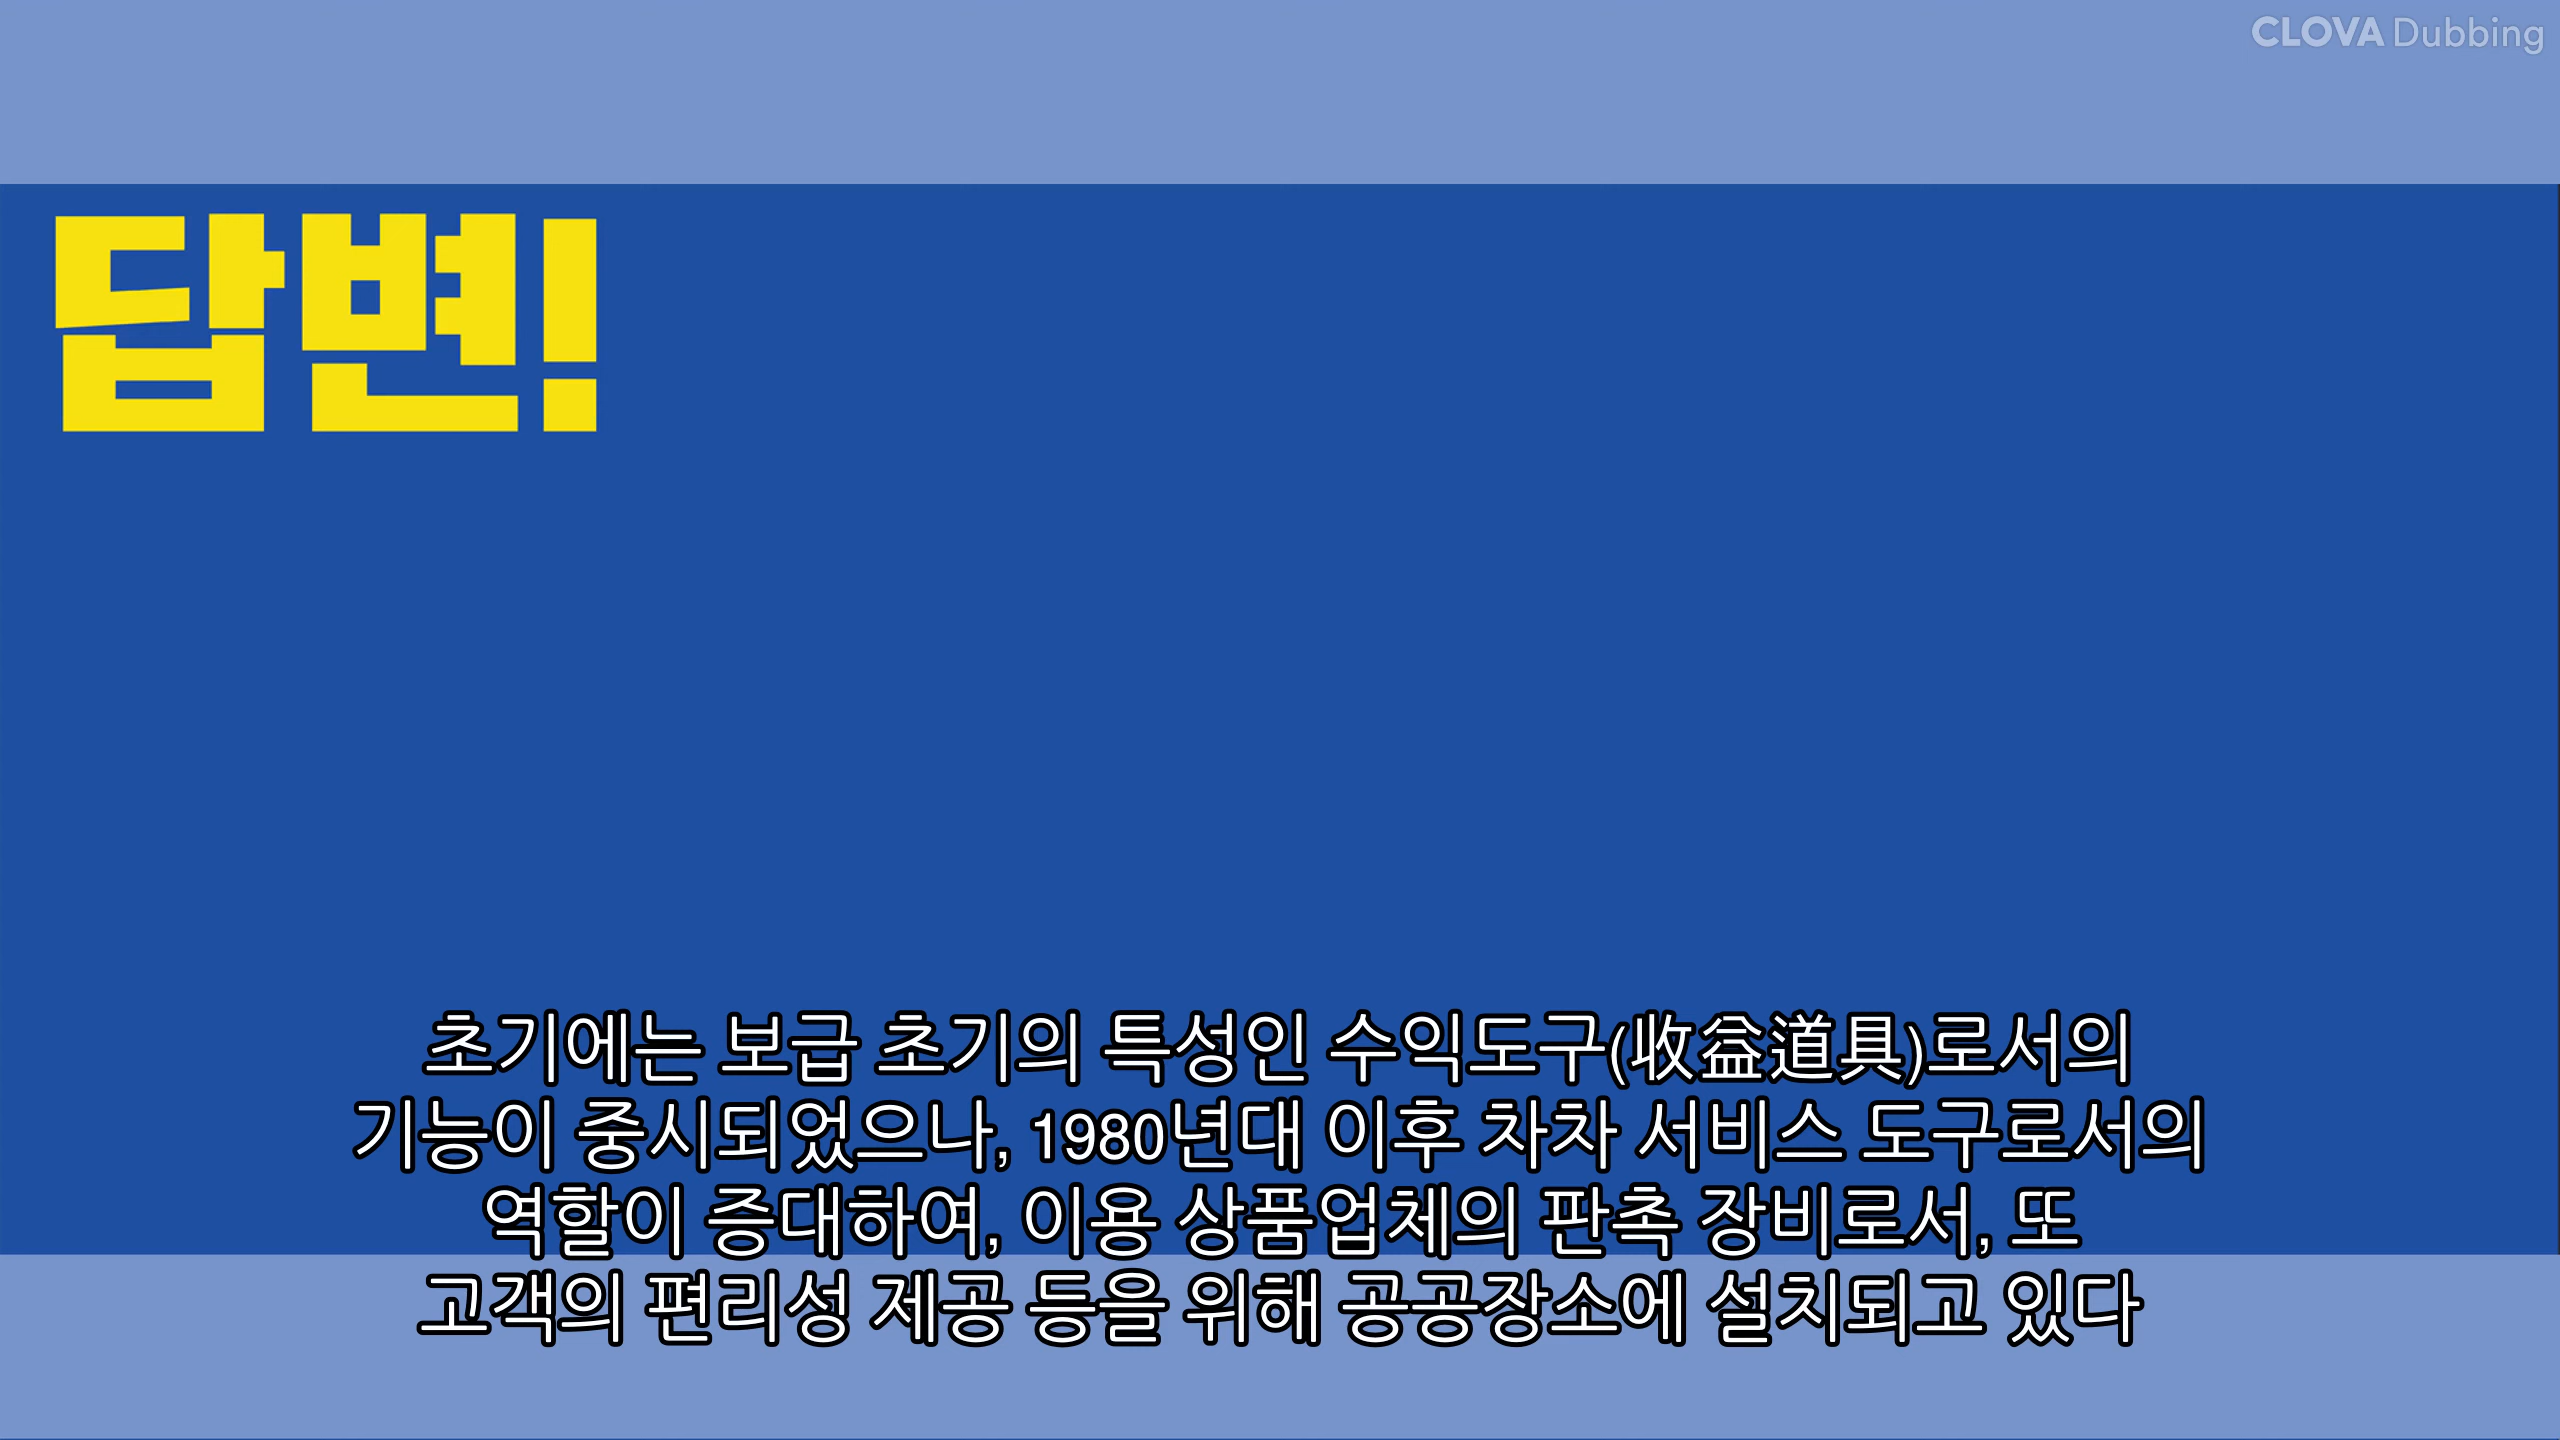 CLOVA Dubbing
답변!
초기에는 보급 초기의 특성인 수익도구(收益道具)로서의
기능이 중시되었으나, 1980년대 이후 차차 서비스 도구로서의
역할이 증대하여, 이용 상품업체의 판촉 장비로서, 또
고객의 편리성 제공 등을 위해 공공장소에 설치되고 있다